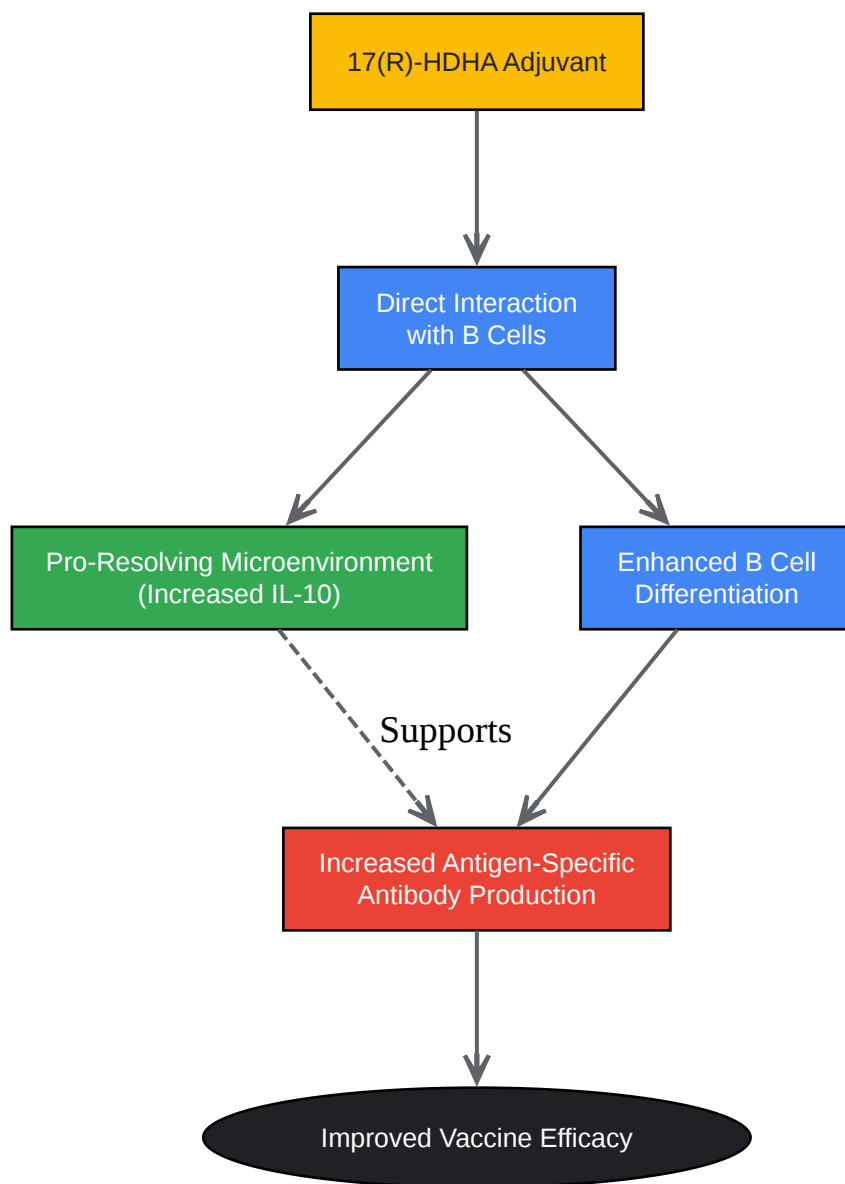 17(R)-HDHA Adjuvant
Direct Interaction
with B Cells
Pro-Resolving Microenvironment
(Increased IL-10)
Enhanced B Cell
Differentiation
Supports
Increased Antigen-Specific
Antibody Production
Improved Vaccine Efficacy